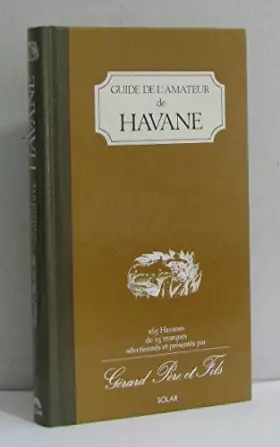 GUIDE DE L'AMATEUR
de
HAVANE
165 Havanes
de 25 marques
sélectionnés et présentés par
Gérard Père et Fils
SOLAR
HAVANE